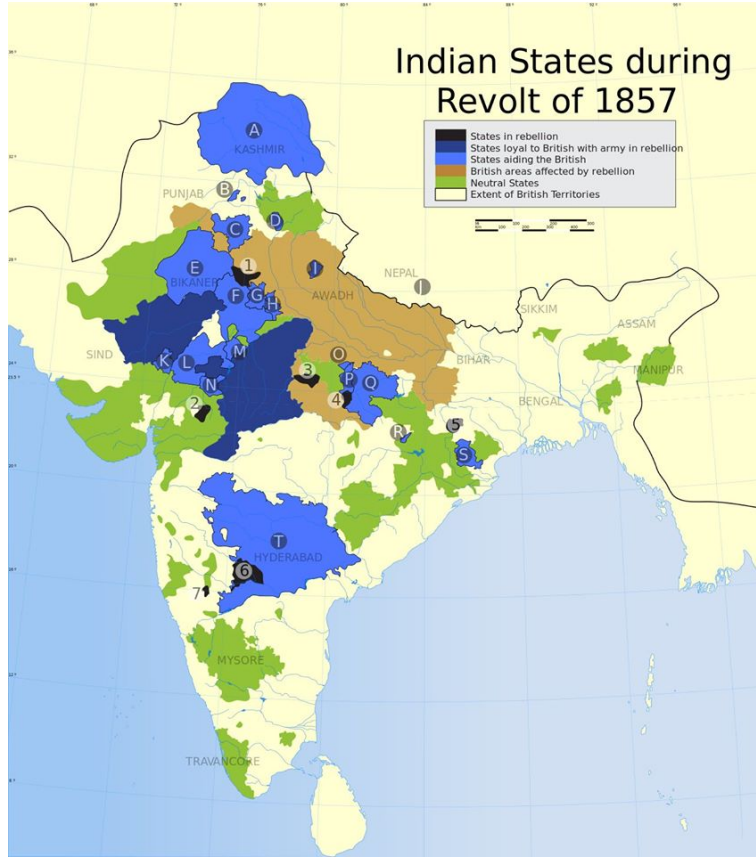 Indian States during
Revolt of 1857
States in rebellion
States loyal to British with army in rebellion
States aiding the British
British areas affected by rebellion
Neutral States
Extent of British Territories
A
KASHMIR
B
PUNJAB
C
D
E
BIKANER
1
I
NEPAL
J
F
G
H
AWADH
SIKKIM
ASSAM
SIND
K
L
M
N
O
BIHAR
3
P
Q
MANIPUR
2
4
BENGAL
R
5
S
T
HYDERABAD
6
7
MYSORE
TRAVANCORE